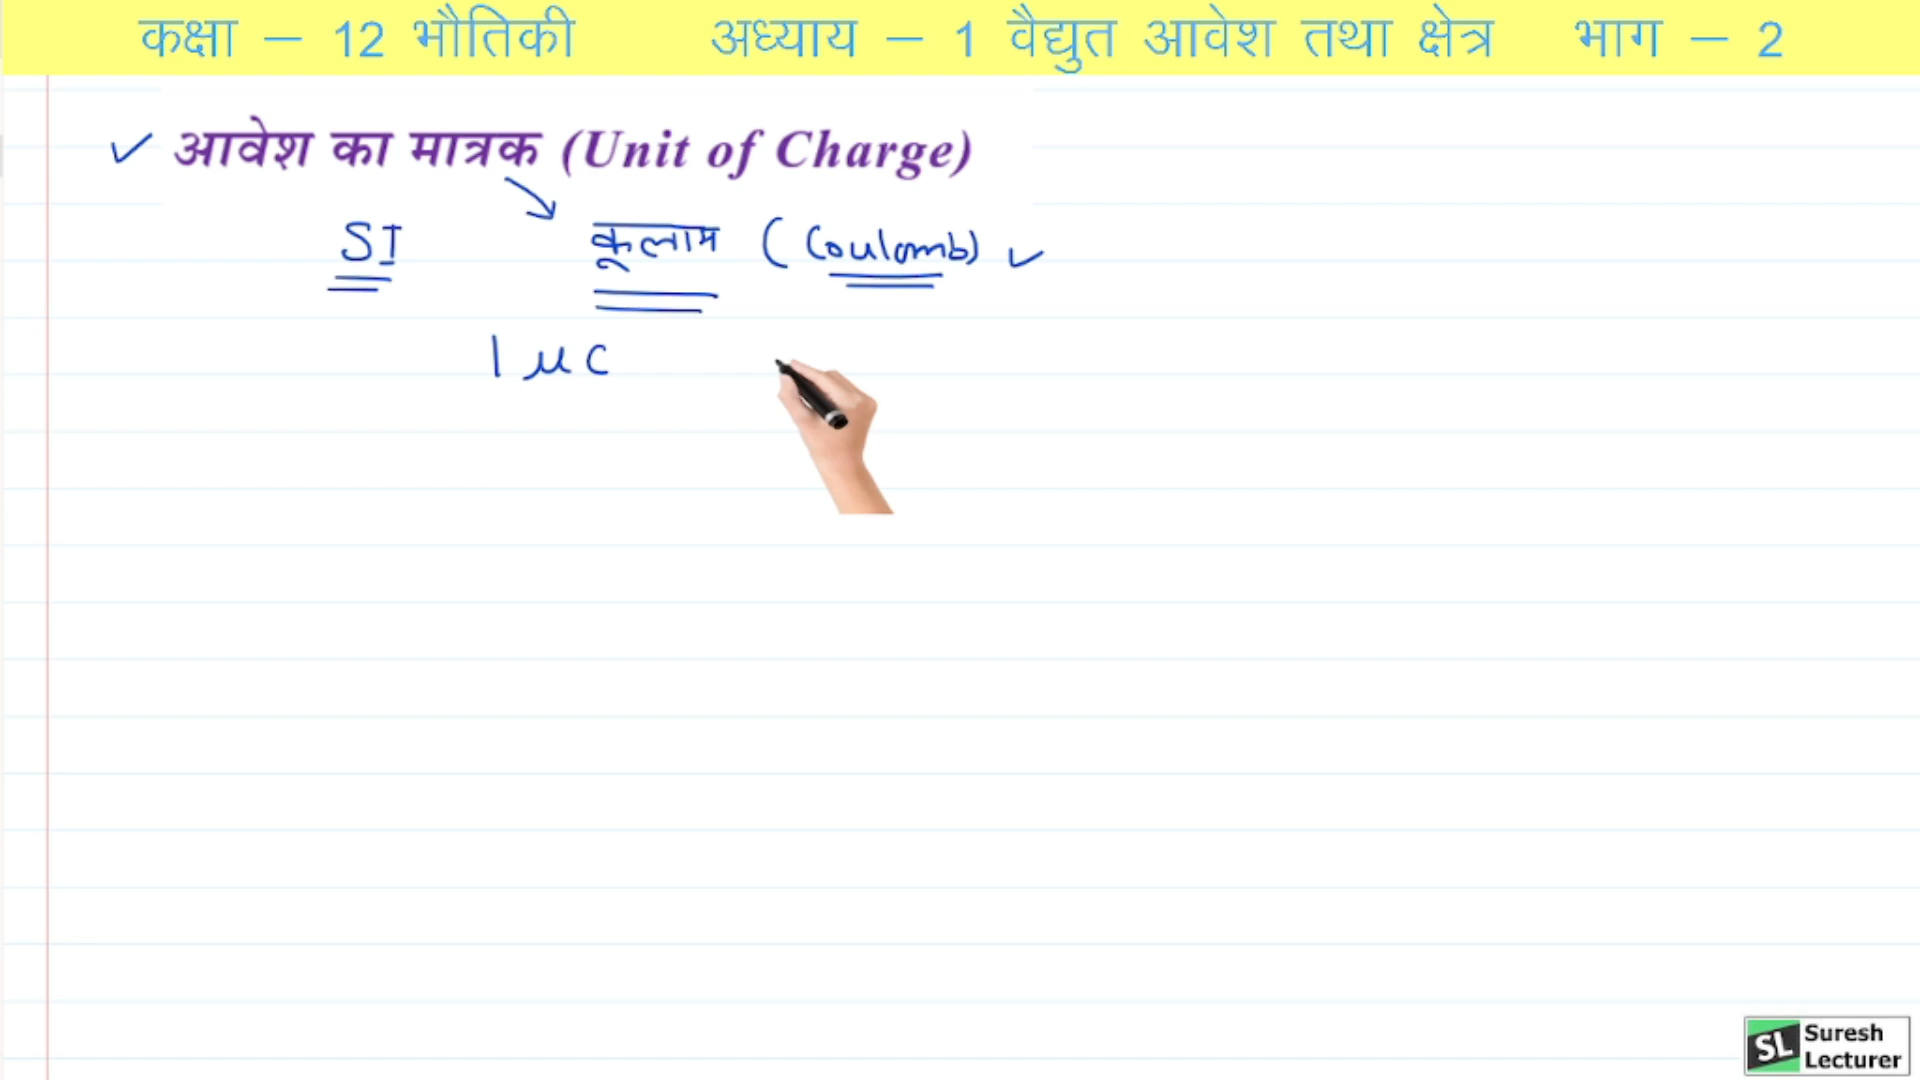 कक्षा – 12 भौतिकी अध्याय – 1 वैद्युत आवेश तथा क्षेत्र भाग – 2
आवेश का मात्रक (Unit of Charge)
SI कूलाम (Coulomb)
1 μc
SL Suresh
Lecturer